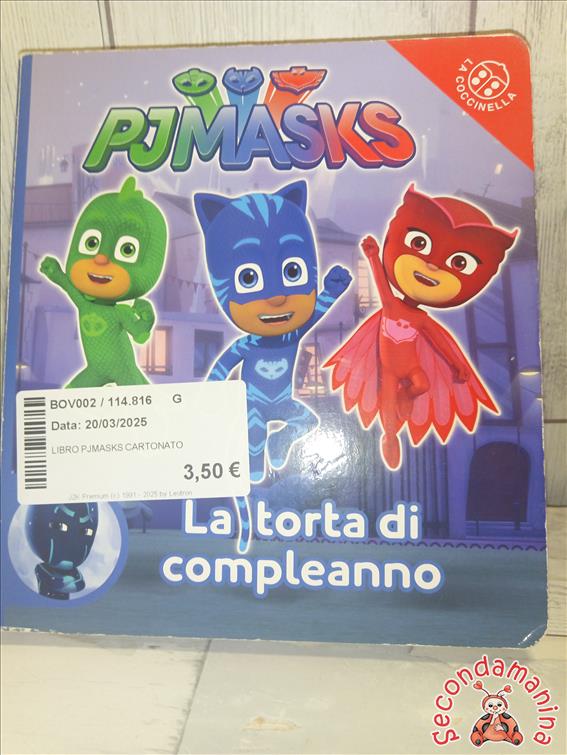 LA COCCINELLA
PJMASKS
BOV002 / 114.816 G
Data: 20/03/2025
LIBRO PJMASKS CARTONATO
3,50 €
J2K Premium (c) 1991 - 2025 by Leutron
La torta di
compleanno
secondamanina